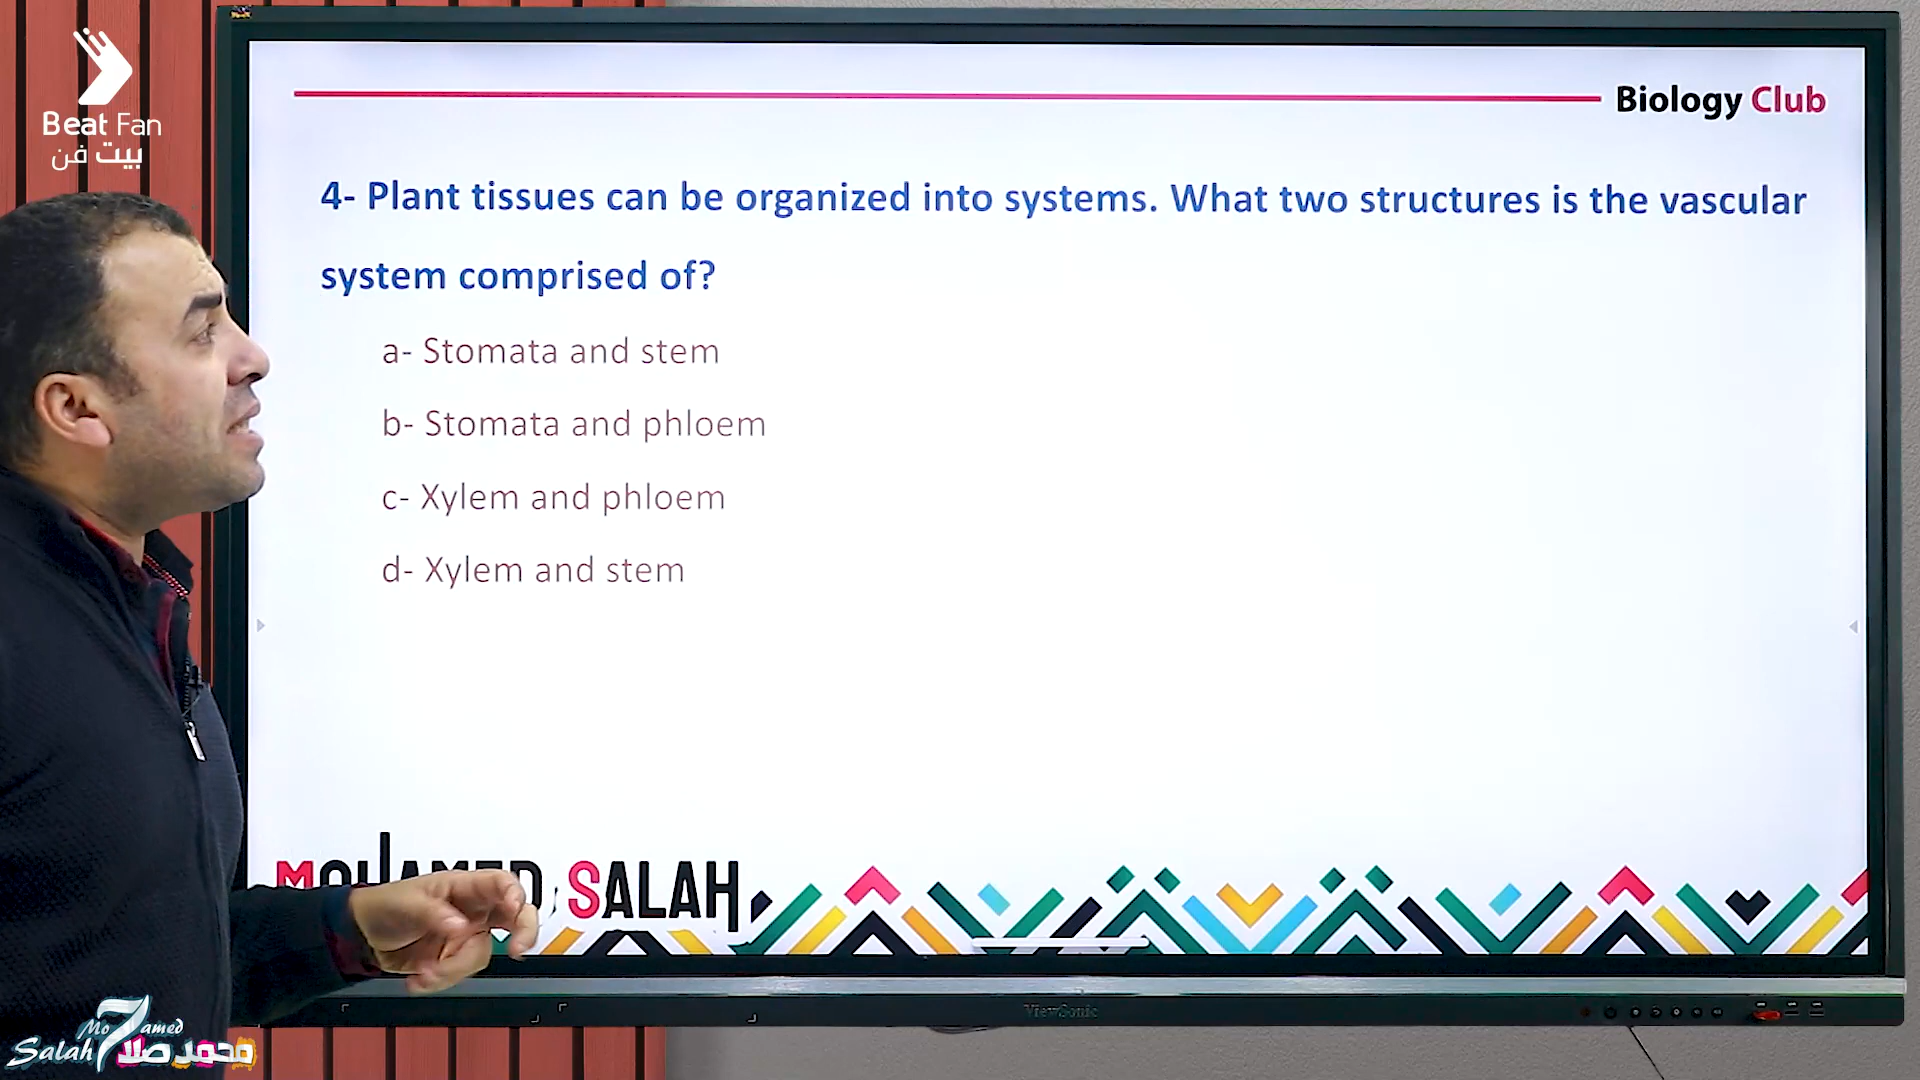 Beat Fan
بيت فن
Biology Club
4- Plant tissues can be organized into systems. What two structures is the vascular
system comprised of?
a- Stomata and stem
b- Stomata and phloem
c- Xylem and phloem
d- Xylem and stem
MOHAMED SALAH
ViewSonic
Mo7amed
Salah
محمد صلاح